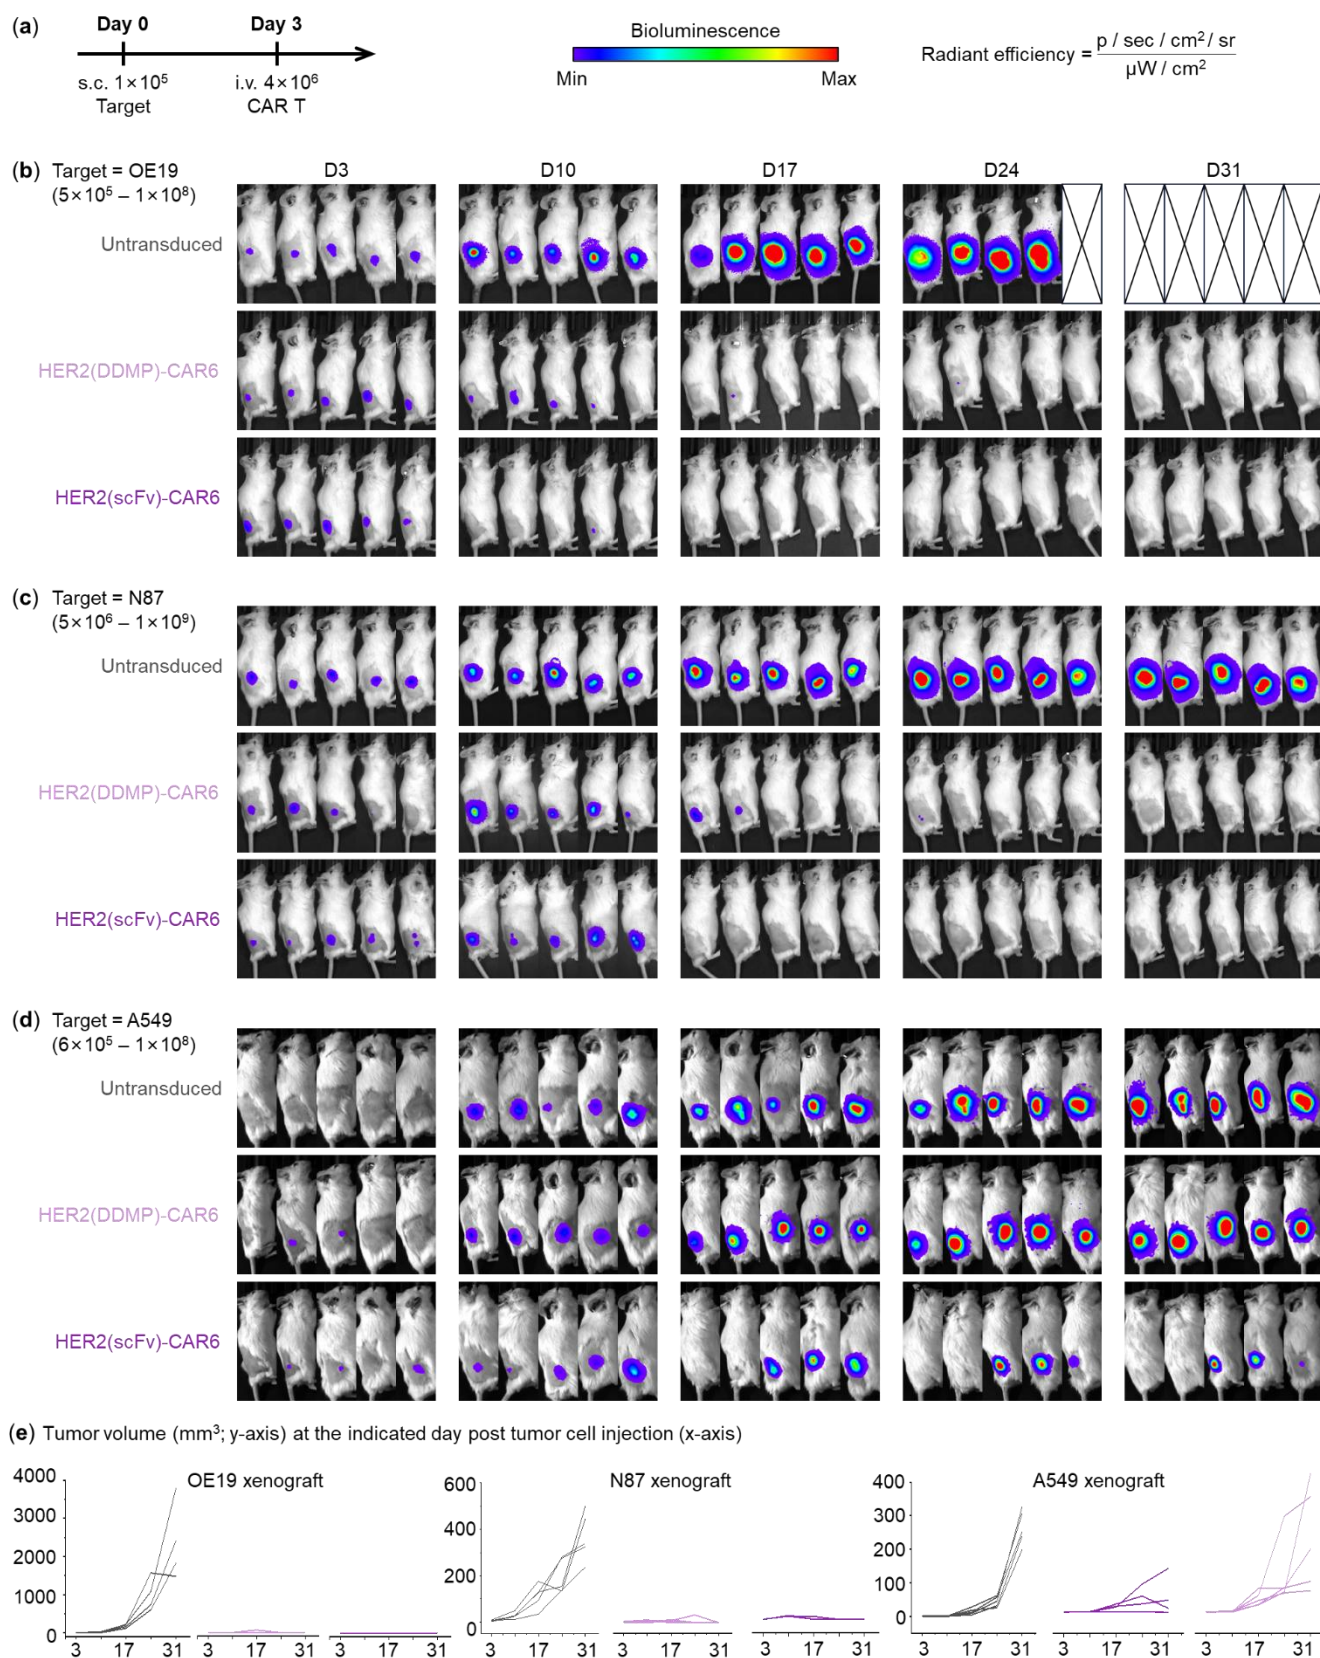 (a)
Day 0 Day 3
s.c. 1×10⁵ i.v. 4×10⁶
Target CAR T
Bioluminescence
Min Max
Radiant efficiency = p / sec / cm² / sr
µW / cm²
(b) Target = OE19
(5×10⁵ – 1×10⁸)
D3 D10 D17 D24 D31
Untransduced
HER2(DDMP)-CAR6
HER2(scFv)-CAR6
(c) Target = N87
(5×10⁶ – 1×10⁹)
Untransduced
HER2(DDMP)-CAR6
HER2(scFv)-CAR6
(d) Target = A549
(6×10⁵ – 1×10⁸)
Untransduced
HER2(DDMP)-CAR6
HER2(scFv)-CAR6
(e) Tumor volume (mm³; y-axis) at the indicated day post tumor cell injection (x-axis)
OE19 xenograft
4000
3000
2000
1000
0
3 17 31 3 17 31 3 17 31
N87 xenograft
600
400
200
0
3 17 31 3 17 31 3 17 31
A549 xenograft
400
300
200
100
0
3 17 31 3 17 31 3 17 31